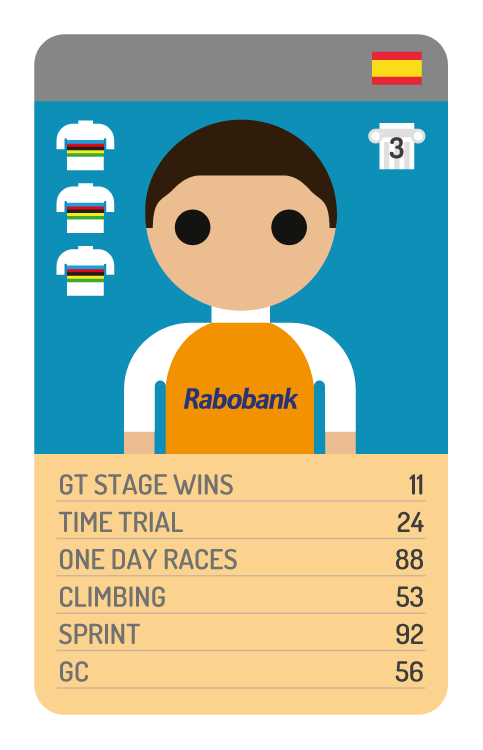 3
Rabobank
GT STAGE WINS 11
TIME TRIAL 24
ONE DAY RACES 88
CLIMBING 53
SPRINT 92
GC 56